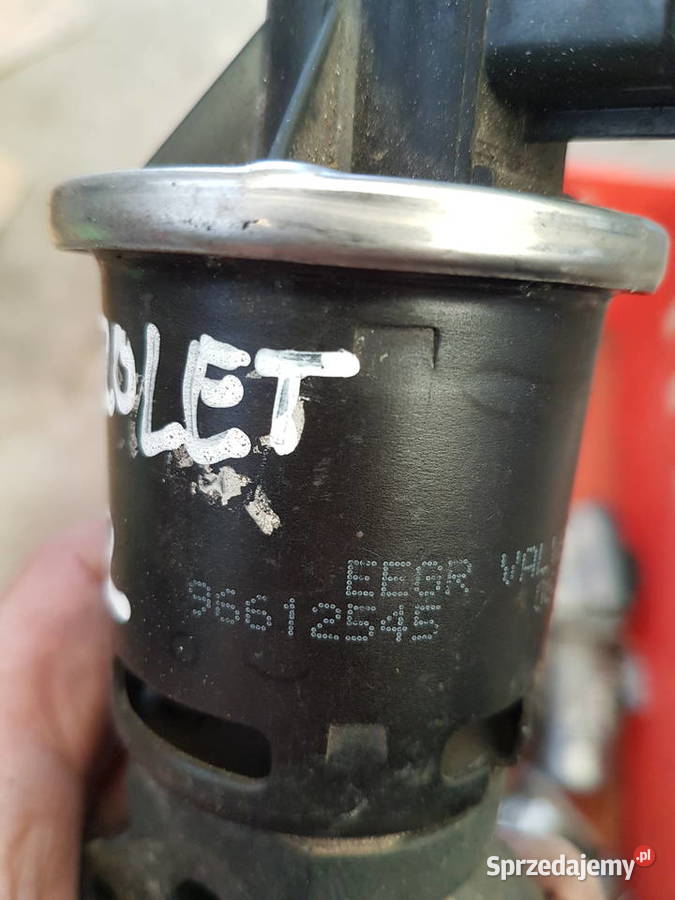 OLET
EEGR VAL
96612545
Sprzedajemy.pl